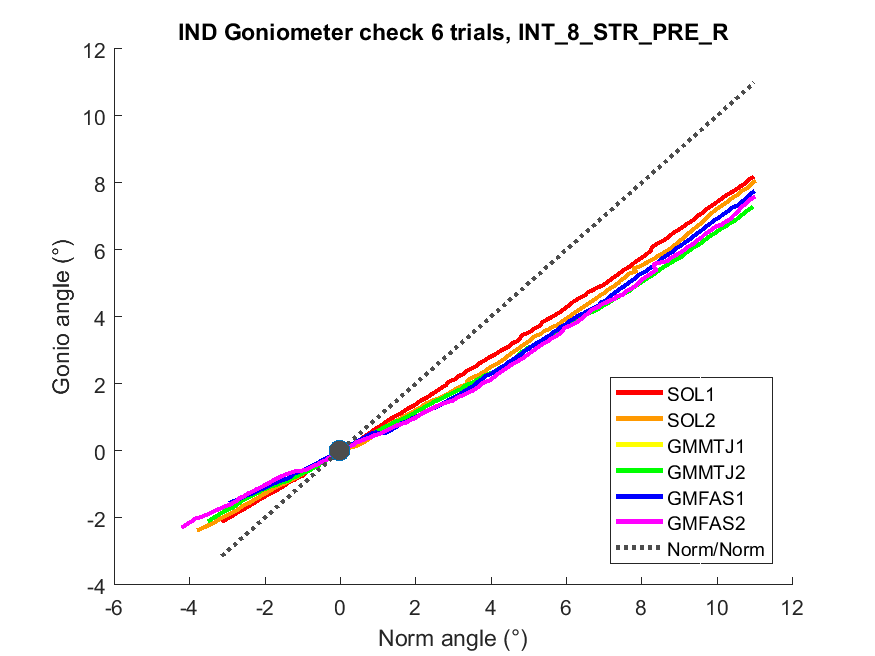 IND Goniometer check 6 trials, INT_8_STR_PRE_R
12
10
8
6
4
2
0
-2
-4
Gonio angle (°)
SOL1
SOL2
GMMTJ1
GMMTJ2
GMFAS1
GMFAS2
Norm/Norm
-6 -4 -2 0 2 4 6 8 10 12
Norm angle (°)